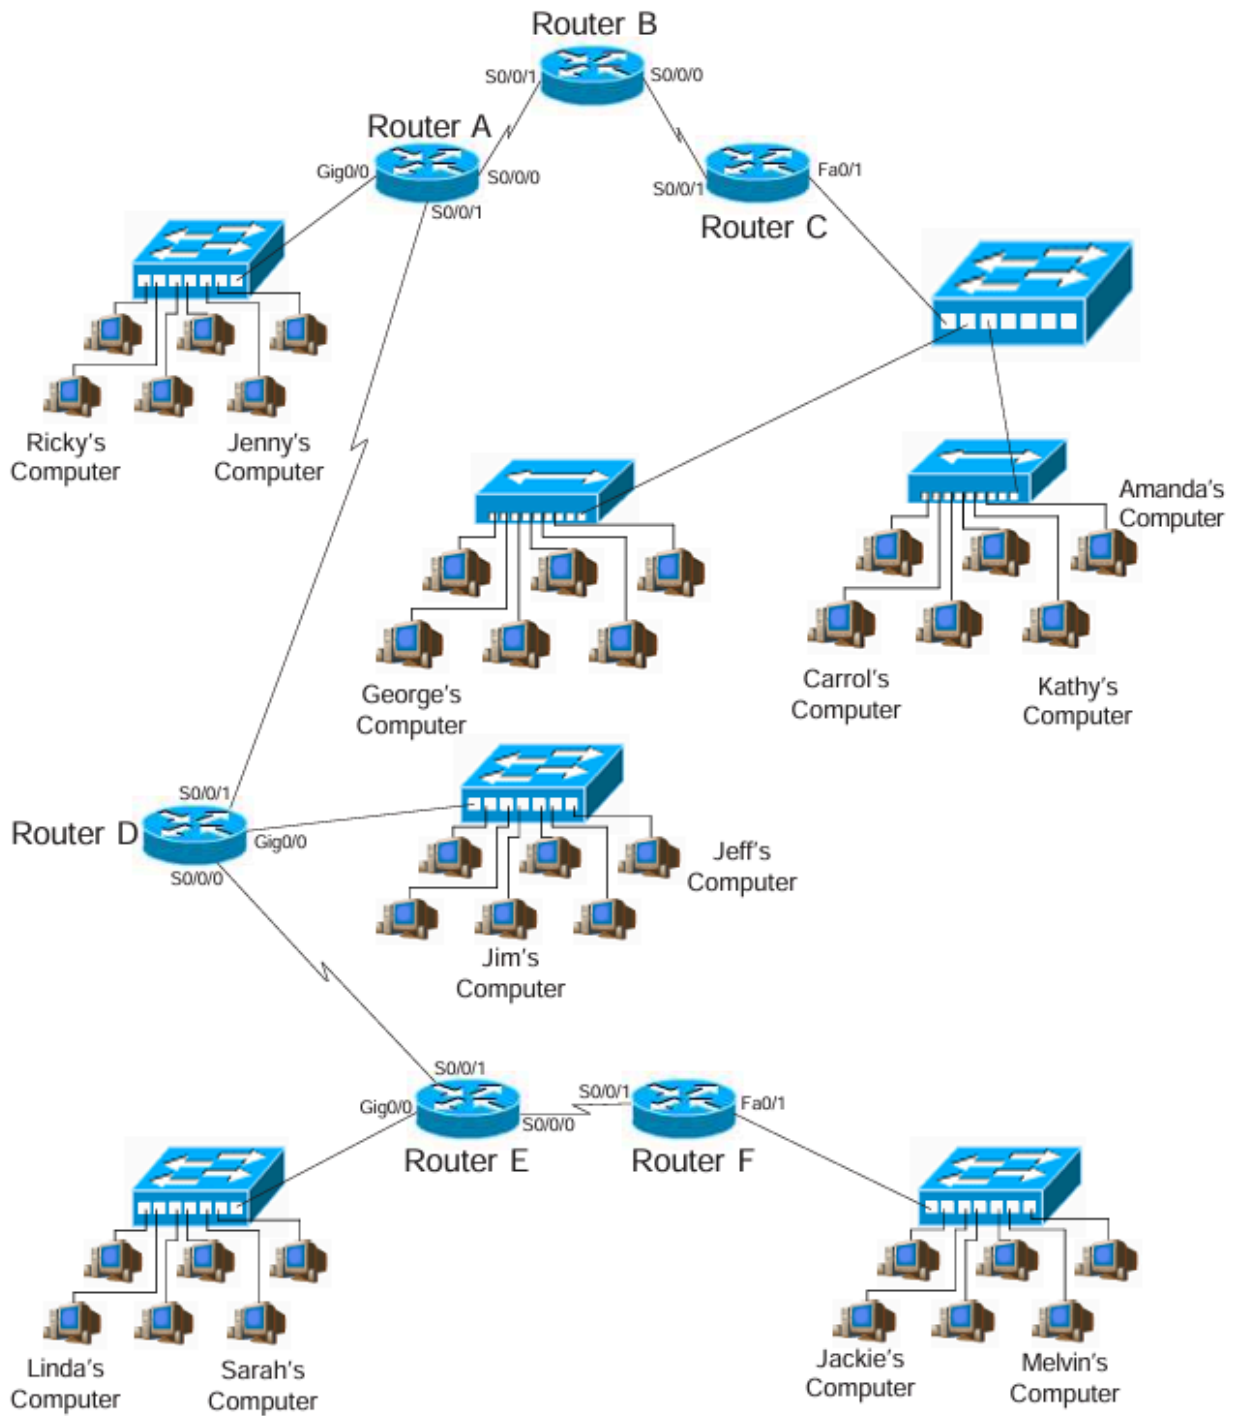 Router B
S0/0/1
S0/0/0
Router A
Gig0/0
S0/0/0
S0/0/1
S0/0/1
Fa0/1
Router C
Ricky's
Computer
Jenny's
Computer
Amanda's
Computer
George's
Computer
Carrol's
Computer
Kathy's
Computer
S0/0/1
Router D
Gig0/0
S0/0/0
Jeff's
Computer
Jim's
Computer
S0/0/1
Gig0/0
S0/0/0
Router E
S0/0/1
Fa0/1
Router F
Linda's
Computer
Sarah's
Computer
Jackie's
Computer
Melvin's
Computer